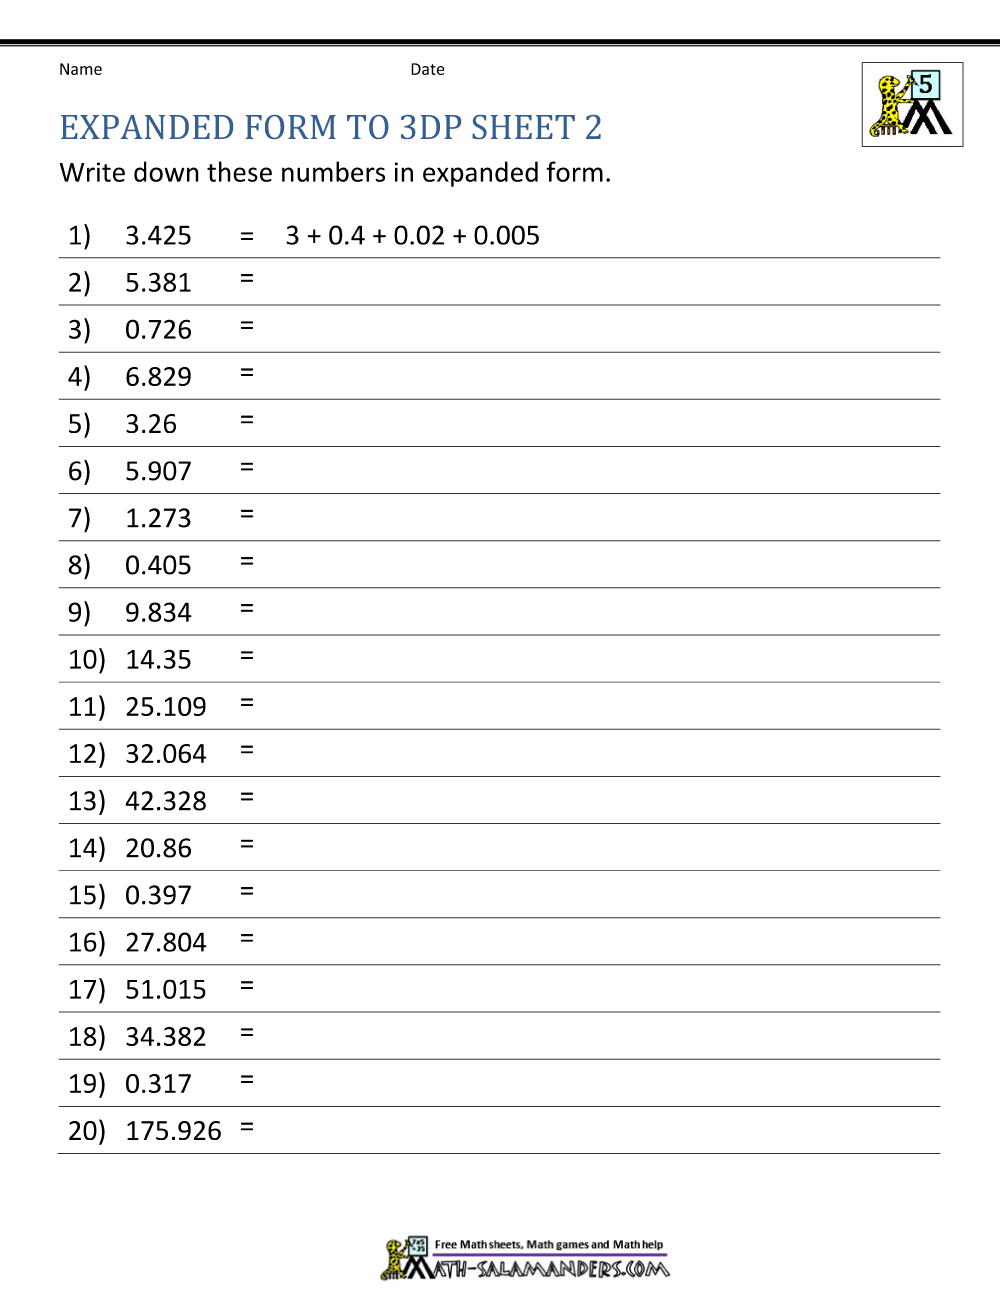 Name Date
5
EXPANDED FORM TO 3DP SHEET 2
Write down these numbers in expanded form.
1) 3.425 = 3 + 0.4 + 0.02 + 0.005
2) 5.381 =
3) 0.726 =
4) 6.829 =
5) 3.26 =
6) 5.907 =
7) 1.273 =
8) 0.405 =
9) 9.834 =
10) 14.35 =
11) 25.109 =
12) 32.064 =
13) 42.328 =
14) 20.86 =
15) 0.397 =
16) 27.804 =
17) 51.015 =
18) 34.382 =
19) 0.317 =
20) 175.926 =
Free Math sheets, Math games and Math help
MATH-SALAMANDERS.COM